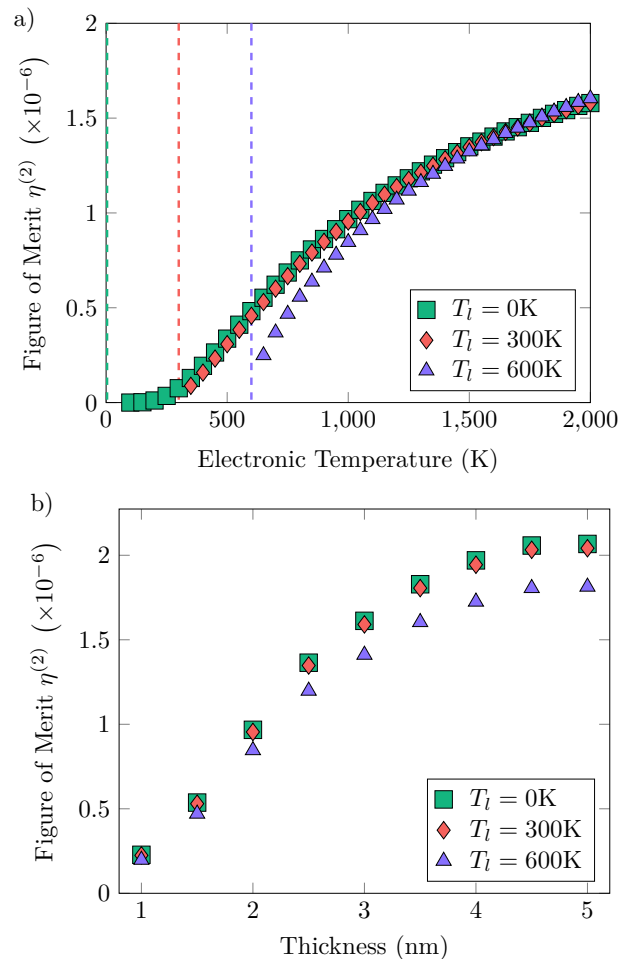 a)
2
1.5
1
0.5
0
Figure of Merit η⁽²⁾ (×10⁻⁶)
0 500 1,000 1,500 2,000
Electronic Temperature (K)
T_l = 0K
T_l = 300K
T_l = 600K
b)
2
1.5
1
0.5
0
Figure of Merit η⁽²⁾ (×10⁻⁶)
1 2 3 4 5
Thickness (nm)
T_l = 0K
T_l = 300K
T_l = 600K